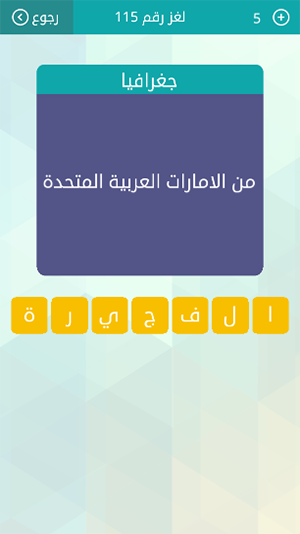 رجوع لغز رقم 115 5
جغرافيا
من الامارات العربية المتحدة
ا ل ف ج ي ر ة